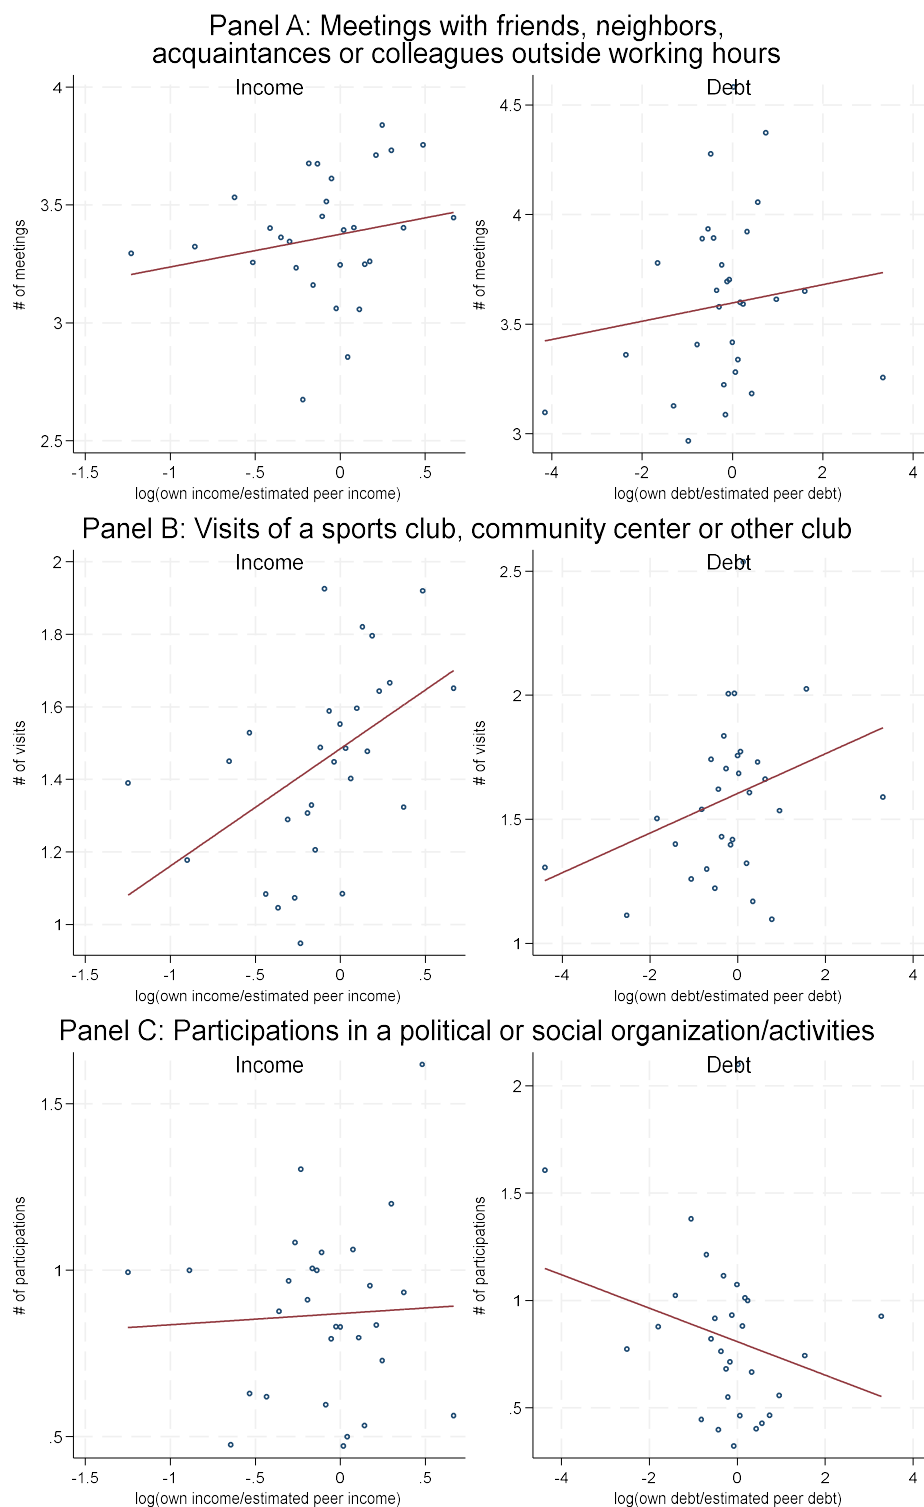 Panel A: Meetings with friends, neighbors,
acquaintances or colleagues outside working hours
Income
# of meetings
4
3.5
3
2.5
-1.5 -1 -.5 0 .5
log(own income/estimated peer income)
Debt
# of meetings
4.5
4
3.5
3
-4 -2 0 2 4
log(own debt/estimated peer debt)
Panel B: Visits of a sports club, community center or other club
Income
# of visits
2
1.8
1.6
1.4
1.2
1
-1.5 -1 -.5 0 .5
log(own income/estimated peer income)
Debt
# of visits
2.5
2
1.5
1
-4 -2 0 2 4
log(own debt/estimated peer debt)
Panel C: Participations in a political or social organization/activities
Income
# of participations
1.5
1
.5
-1.5 -1 -.5 0 .5
log(own income/estimated peer income)
Debt
# of participations
2
1.5
1
.5
-4 -2 0 2 4
log(own debt/estimated peer debt)